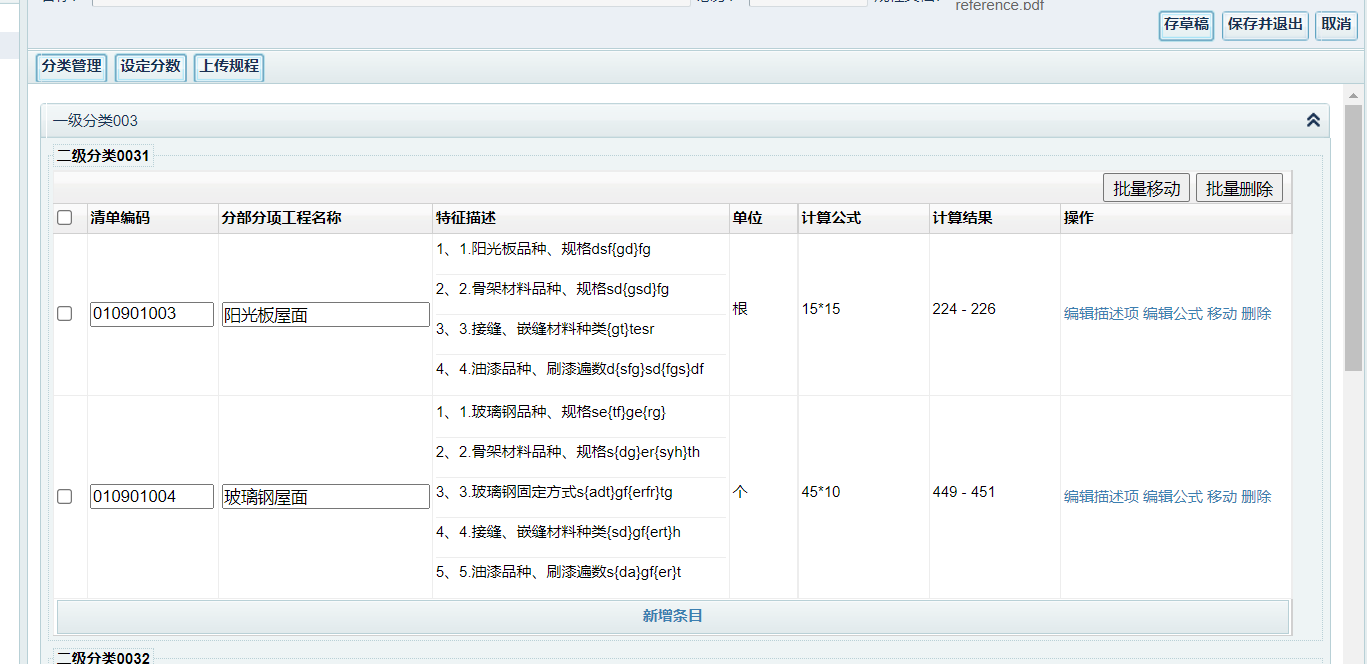 reference.pdf
存草稿 保存并退出 取消
分类管理 设定分数 上传规程
一级分类003
二级分类0031
批量移动 批量删除
清单编码 分部分项工程名称 特征描述 单位 计算公式 计算结果 操作
010901003 阳光板屋面
1、1.阳光板品种、规格dsf{gd}fg
2、2.骨架材料品种、规格sd{gsd}fg
3、3.接缝、嵌缝材料种类{gt}tesr
4、4.油漆品种、刷漆遍数d{sfg}sd{fgs}df
根 15*15 224 - 226 编辑描述项 编辑公式 移动 删除
010901004 玻璃钢屋面
1、1.玻璃钢品种、规格se{tf}ge{rg}
2、2.骨架材料品种、规格s{dg}er{syh}th
3、3.玻璃钢固定方式s{adt}gf{erfr}tg
4、4.接缝、嵌缝材料种类{sd}gf{ert}h
5、5.油漆品种、刷漆遍数s{da}gf{er}t
个 45*10 449 - 451 编辑描述项 编辑公式 移动 删除
新增条目
二级分类0032